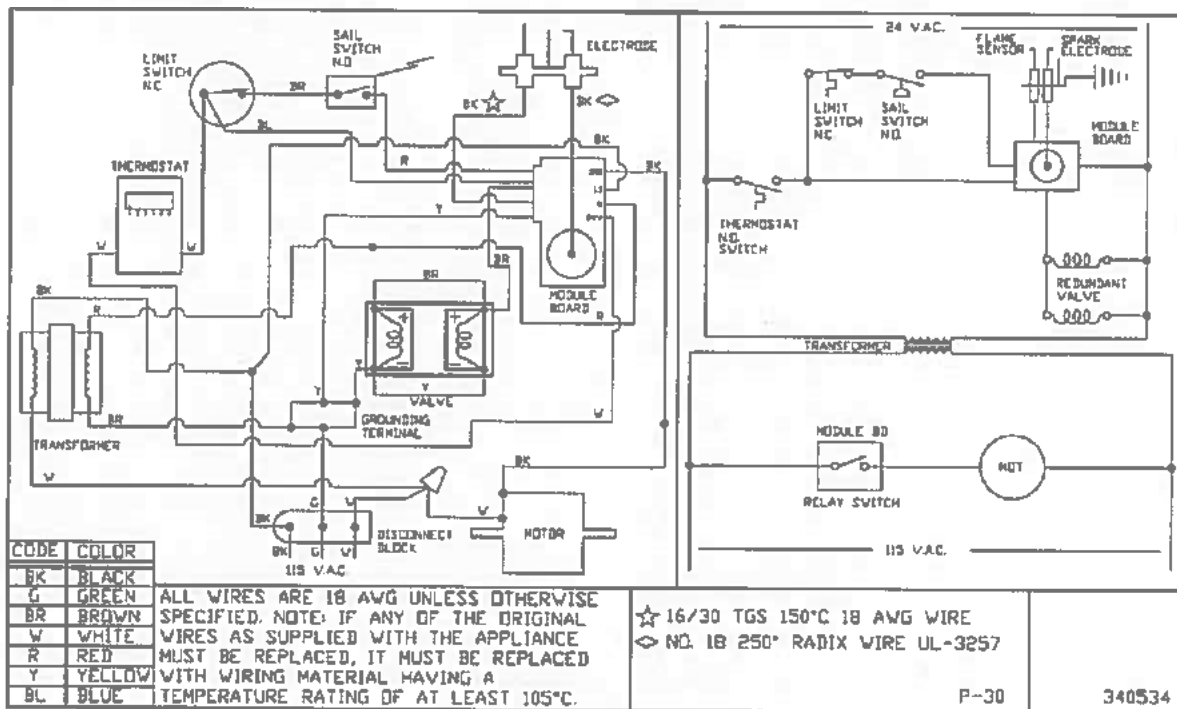 SAIL
SWITCH
N.O.
ELECTRODE
LIMIT
SWITCH
N.C.
BR
BK
BK
BL
BK
R
BK
THERMOSTAT
Y
W
W
BR
BR
MODULE
BOARD
BK
R
R
Y
Y
Y
VALVE
W
GROUNDING
TERMINAL
BR
TRANSFORMER
W
BK
G
W
W
BK
MOTOR
DISCONNECT
BLOCK
BK G W
115 V.AC
24 V.AC.
FLAME
SENSOR
SPARK
ELECTRODE
LIMIT
SWITCH
N.C.
SAIL
SWITCH
N.O.
MODULE
BOARD
THERMOSTAT
N.O.
SWITCH
REDUNDANT
VALVE
TRANSFORMER
MODULE BD
RELAY SWITCH
MOT
115 V.AC.
CODE COLOR
BK BLACK
G GREEN
BR BROWN
W WHITE
R RED
Y YELLOW
BL BLUE
ALL WIRES ARE 18 AWG UNLESS OTHERWISE
SPECIFIED. NOTE: IF ANY OF THE ORIGINAL
WIRES AS SUPPLIED WITH THE APPLIANCE
MUST BE REPLACED, IT MUST BE REPLACED
WITH WIRING MATERIAL HAVING A
TEMPERATURE RATING OF AT LEAST 105°C.
16/30 TGS 150°C 18 AWG WIRE
NO. 18 250° RADIX WIRE UL-3257
P-30
340534